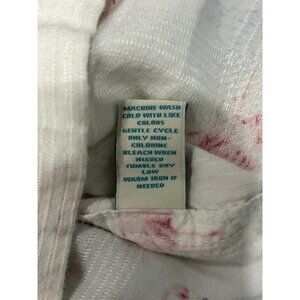 MACHINE WASH
COLD WITH LIKE
COLORS
GENTLE CYCLE
ONLY NON-
CHLORINE
BLEACH WHEN
NEEDED
TUMBLE DRY
LOW
WARM IRON IF
NEEDED